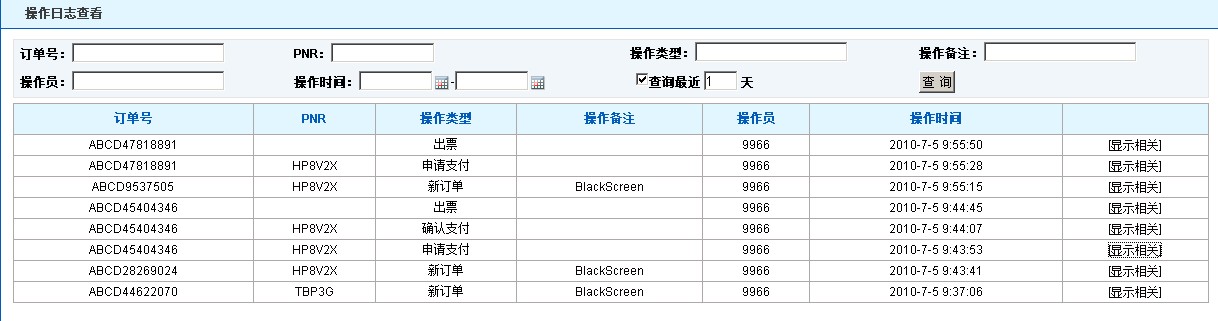 操作日志查看
订单号： PNR： 操作类型： 操作备注：
操作员： 操作时间： - 查询最近 1 天 查 询
订单号 PNR 操作类型 操作备注 操作员 操作时间
ABCD47818891 出票 9966 2010-7-5 9:55:50 [显示相关]
ABCD47818891 HP8V2X 申请支付 9966 2010-7-5 9:55:28 [显示相关]
ABCD9537505 HP8V2X 新订单 BlackScreen 9966 2010-7-5 9:55:15 [显示相关]
ABCD45404346 出票 9966 2010-7-5 9:44:45 [显示相关]
ABCD45404346 HP8V2X 确认支付 9966 2010-7-5 9:44:07 [显示相关]
ABCD45404346 HP8V2X 申请支付 9966 2010-7-5 9:43:53 [显示相关]
ABCD28269024 HP8V2X 新订单 BlackScreen 9966 2010-7-5 9:43:41 [显示相关]
ABCD44622070 TBP3G 新订单 BlackScreen 9966 2010-7-5 9:37:06 [显示相关]